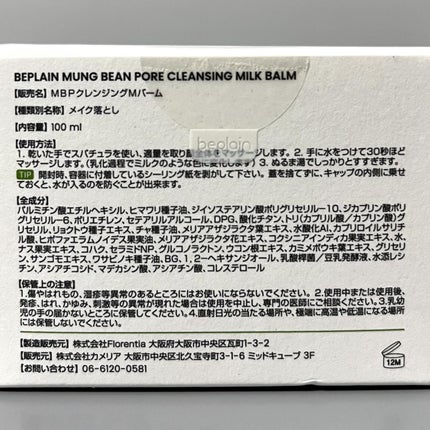 BEPLAIN MUNG BEAN PORE CLEANSING MILK BALM
【販売名】MBPクレンジングMバーム
【種類別名称】メイク落とし
【内容量】100 ml
beplain
【使用方法】
1. 乾いた手でスパチュラを使い、適量を取り肌全体をマッサージします。 2. 手に水をつけて30秒ほど
マッサージします。(乳化過程でミルクのような色に変化します) 3. ぬるま湯でしっかりとすすぎます。
TIP 開封時、容器に付着しているシーリング紙を剥がして下さい。蓋を捨てずに、キャップの内側に乗
せておくと、水が入るのを防ぐことが出来ます。
【全成分】
パルミチン酸エチルヘキシル、ヒマワリ種子油、ジイソステアリン酸ポリグリセリル-10、ジカプリン酸ポリ
グリセリル-6、ポリエチレン、セテアリルアルコール、DPG、酸化チタン、トリ(カプリル酸/カプリン酸)グ
リセリル、リョクトウ種子エキス、チャ種子油、メリアアザジラクタ葉エキス、水酸化Al、カプリロイルサリチル
酸、ヒポファエラムノイデス果実油、メリアアザジラクタ花エキス、コクシニアインディカ果実エキス、水、
ナス果実エキス、コハク、セラミドNP、グルコノラクトン、ウコン根エキス、カミメボウキ葉エキス、グリセリ
ン、サンゴモエキス、ワサビノキ種子油、BG、1, 2-ヘキサンジオール、乳酸桿菌/豆乳発酵液、水添レシ
チン、アシアチコシド、マデカシン酸、アシアチン酸、コレステロール
【保管上の注意】
1.傷やはれもの、湿疹等異常のあるところにはお使いにならないでください。2.使用中または使用後、
発疹、はれ、かゆみ、刺激等の異常が現れた場合は使用を中止し、専門の医師にご相談ください。3.乳幼
児の手の届かないところに保管してください。4.直射日光の当たる場所や、極端に高温や低温になる場所
には保管しないでください。
【製造販売元】株式会社Florentia 大阪府大阪市中央区瓦町1-3-2
【販売元】株式会社カメリア 大阪市中央区北久宝寺町3-1-6 ミッドキューブ 3F
【お問い合わせ】06-6120-0581
12M